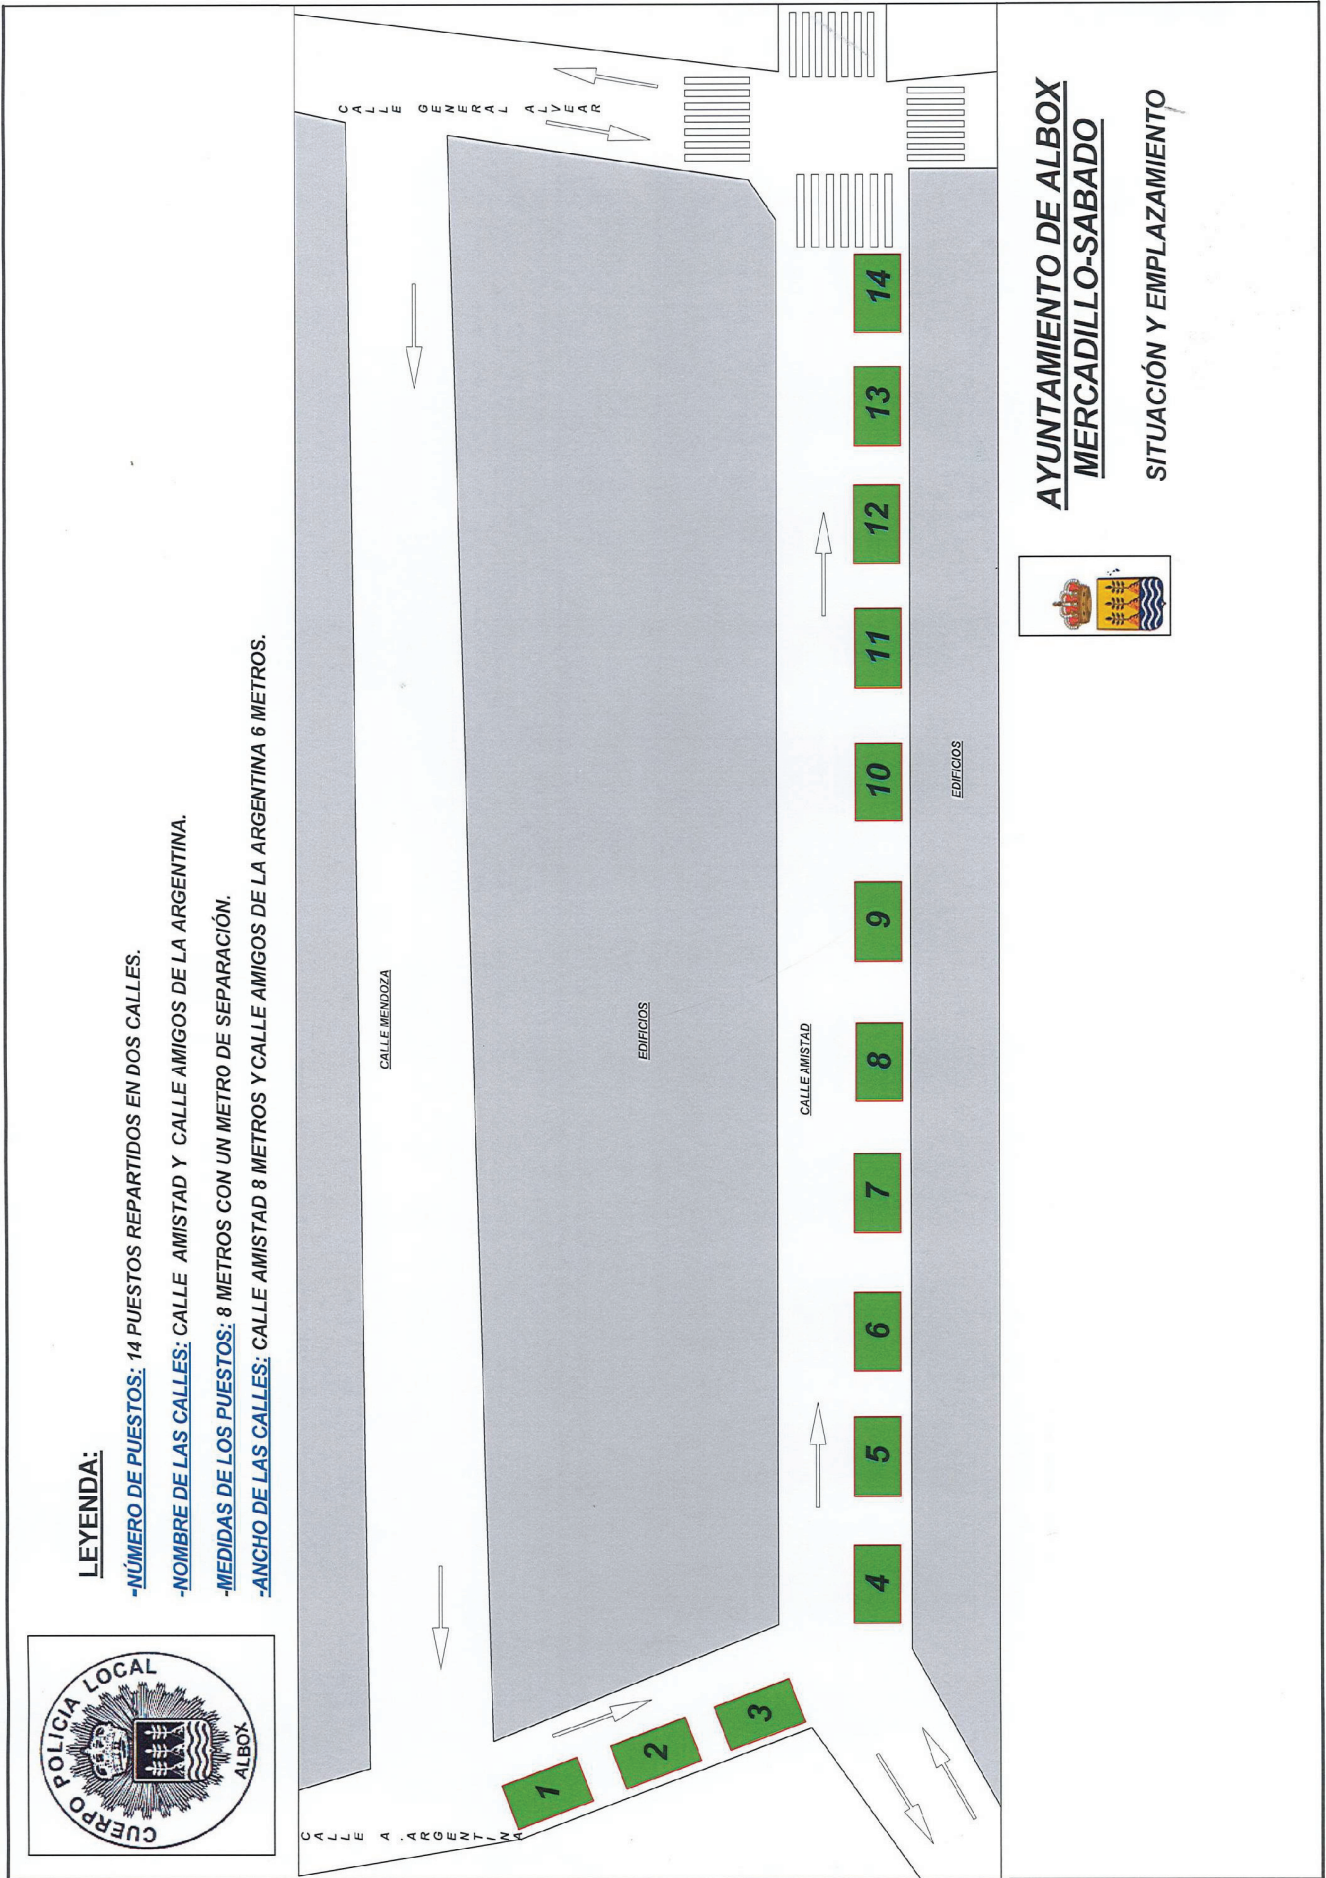 CUERPO POLICIA LOCAL
ALBOX
LEYENDA:
-NÚMERO DE PUESTOS: 14 PUESTOS REPARTIDOS EN DOS CALLES.
-NOMBRE DE LAS CALLES: CALLE AMISTAD Y CALLE AMIGOS DE LA ARGENTINA.
-MEDIDAS DE LOS PUESTOS: 8 METROS CON UN METRO DE SEPARACIÓN.
-ANCHO DE LAS CALLES: CALLE AMISTAD 8 METROS Y CALLE AMIGOS DE LA ARGENTINA 6 METROS.
CALLE A.ARGENTINA
CALLE MENDOZA
CALLE GENERAL ALVEAR
EDIFICIOS
CALLE AMISTAD
1
2
3
4
5
6
7
8
9
10
11
12
13
14
EDIFICIOS
AYUNTAMIENTO DE ALBOX
MERCADILLO-SABADO
SITUACIÓN Y EMPLAZAMIENTO